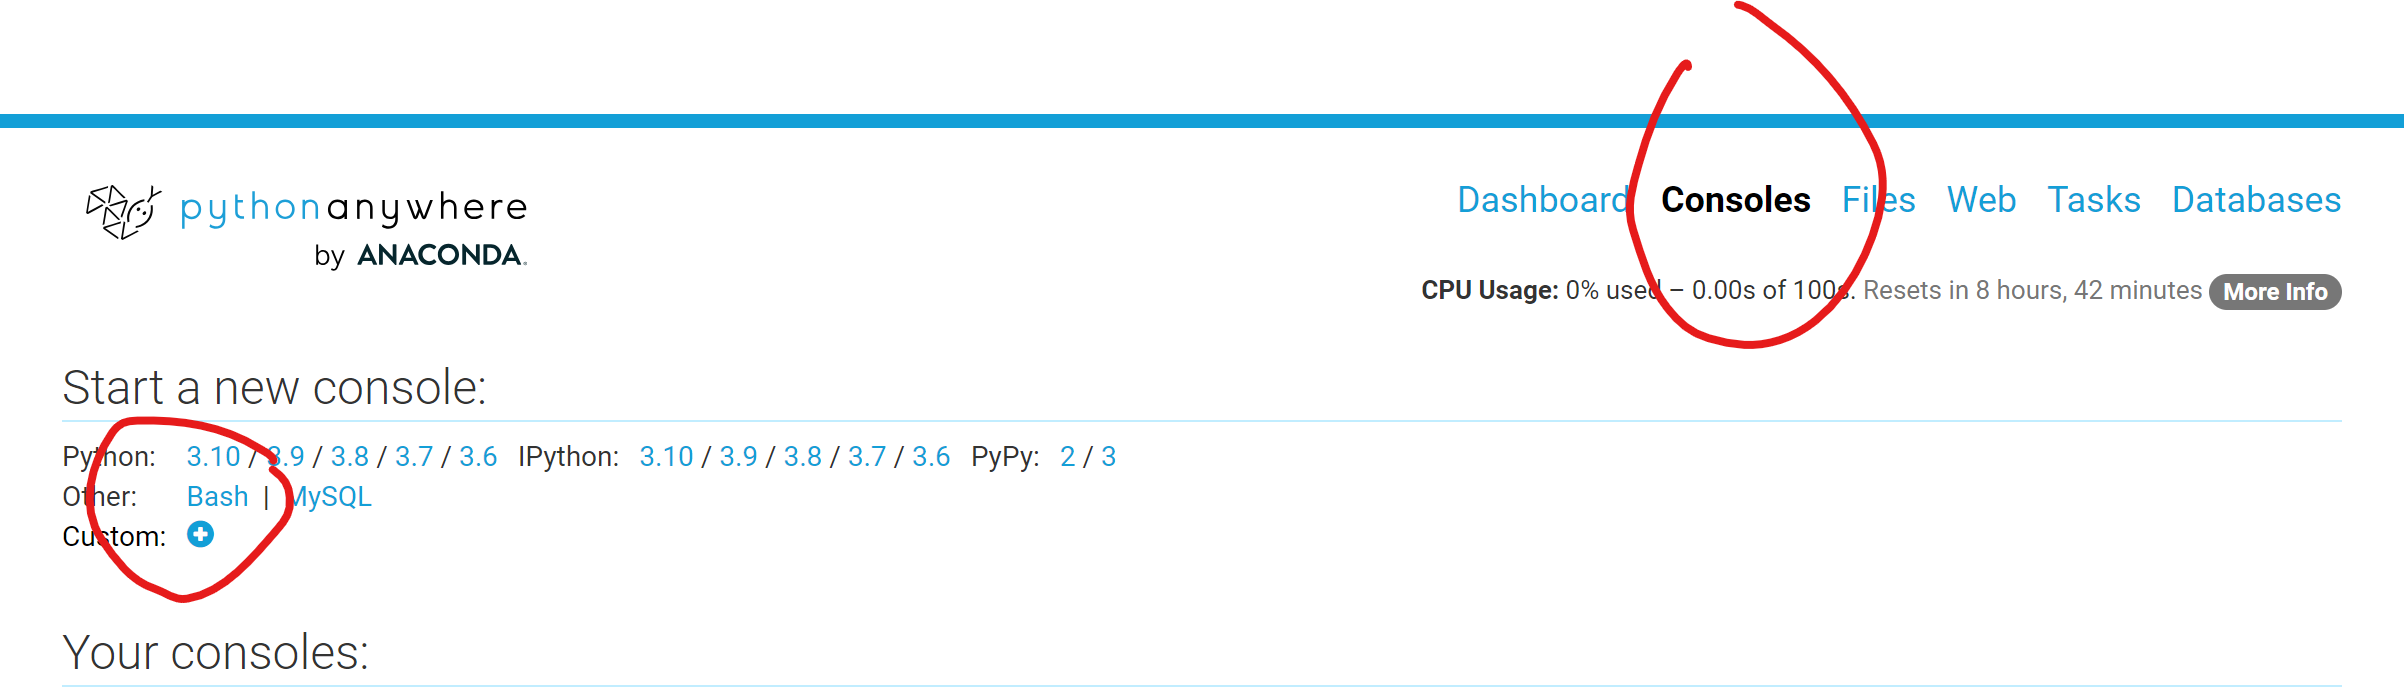 pythonanywhere
by ANACONDA.
Dashboard Consoles Files Web Tasks Databases
CPU Usage: 0% used – 0.00s of 100s. Resets in 8 hours, 42 minutes More Info
Start a new console:
Python: 3.10 / 3.9 / 3.8 / 3.7 / 3.6 IPython: 3.10 / 3.9 / 3.8 / 3.7 / 3.6 PyPy: 2 / 3
Other: Bash | MySQL
Custom:
Your consoles: